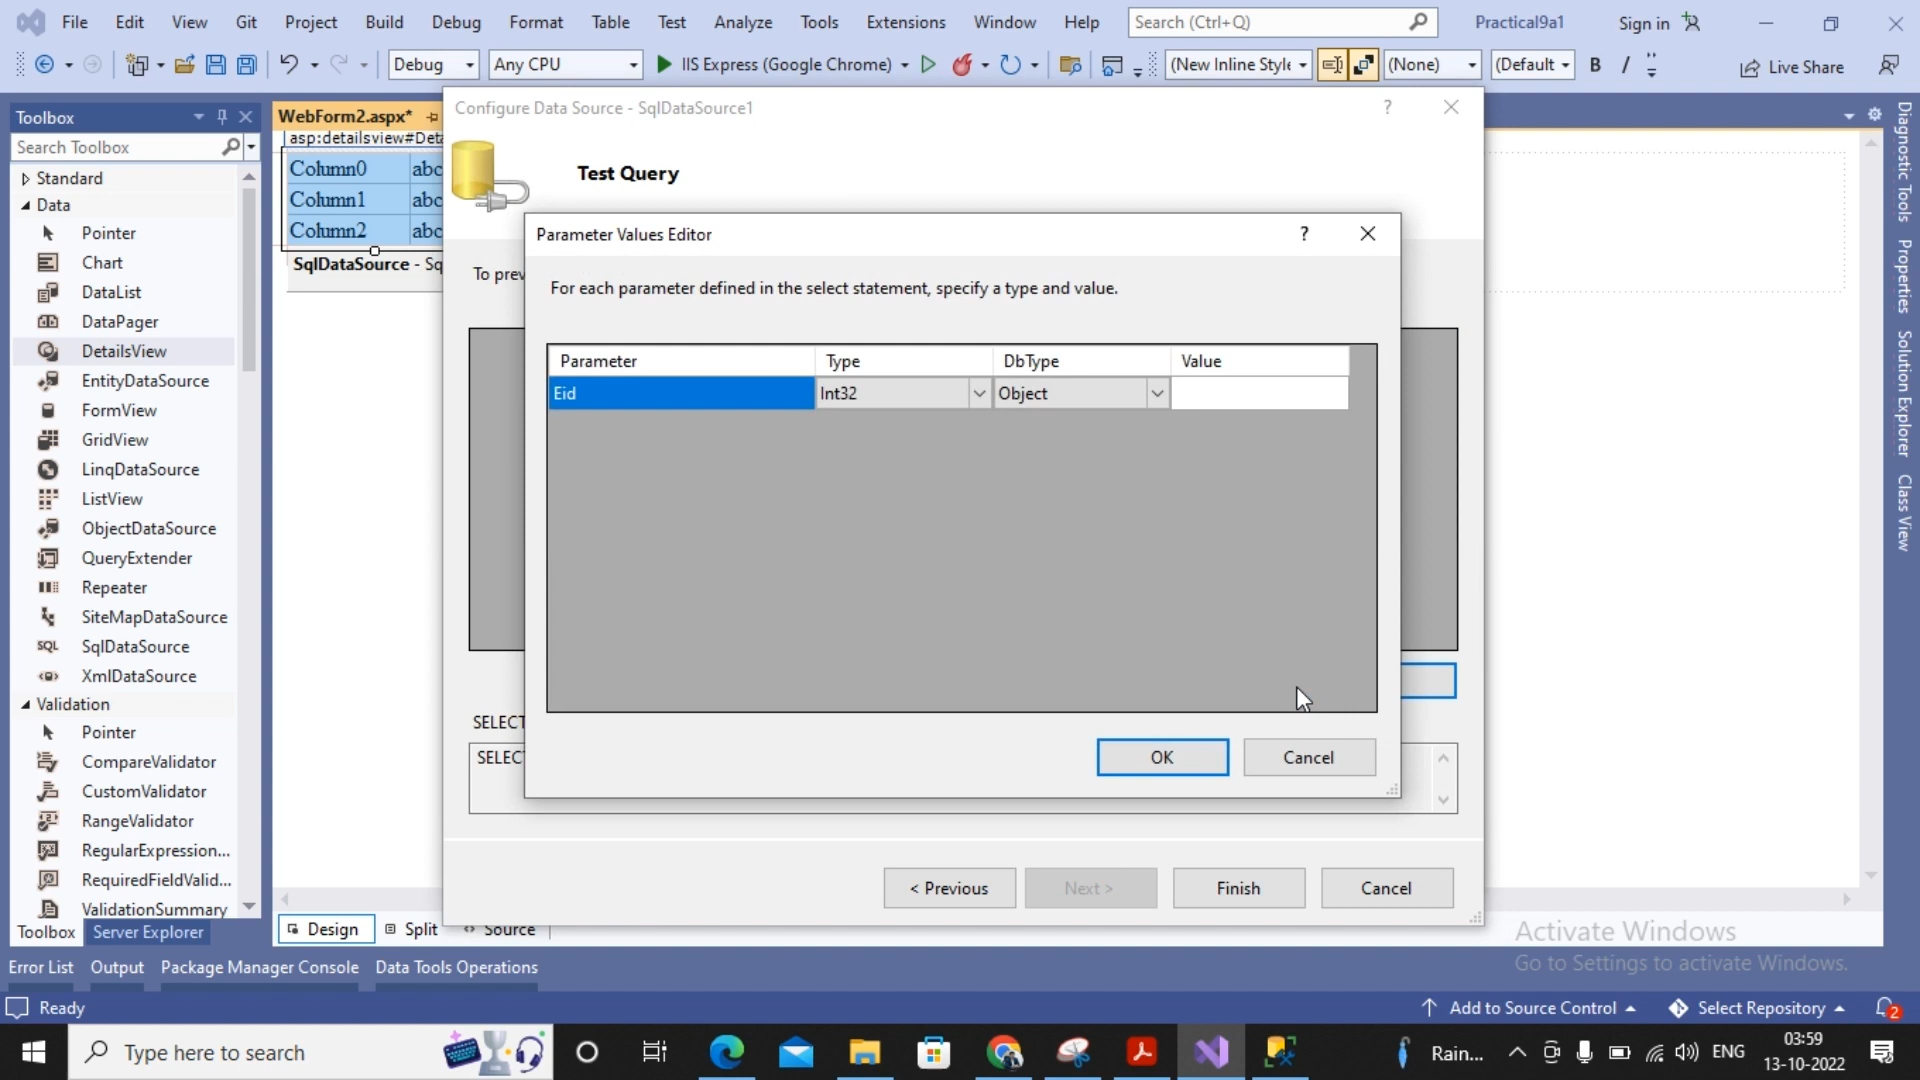 File Edit View Git Project Build Debug Format Table Test Analyze Tools Extensions Window Help Search (Ctrl+Q) Practical9a1 Sign in
Debug Any CPU IIS Express (Google Chrome) (New Inline Style (None) (Default B I Live Share
Toolbox
Search Toolbox
Standard
Data
Pointer
Chart
DataList
DataPager
DetailsView
EntityDataSource
FormView
GridView
LinqDataSource
ListView
ObjectDataSource
QueryExtender
Repeater
SiteMapDataSource
SQL SqlDataSource
XmlDataSource
Validation
Pointer
CompareValidator
CustomValidator
RangeValidator
RegularExpression...
RequiredFieldValid...
ValidationSummary
Toolbox Server Explorer
WebForm2.aspx*
asp:detailsview#Deta
Column0 abc
Column1 abc
Column2 abc
SqlDataSource - Sq
Configure Data Source - SqlDataSource1 ?
Test Query
To prev
Parameter Values Editor ?
For each parameter defined in the select statement, specify a type and value.
Parameter Type DbType Value
Eid Int32 Object
OK Cancel
SELECT
SELEC
< Previous Next > Finish Cancel
Design Split Source
Diagnostic Tools
Properties
Solution Explorer
Class View
Activate Windows
Go to Settings to activate Windows.
Error List Output Package Manager Console Data Tools Operations
Ready Add to Source Control Select Repository 2
Type here to search Rain... ENG 03:59
13-10-2022